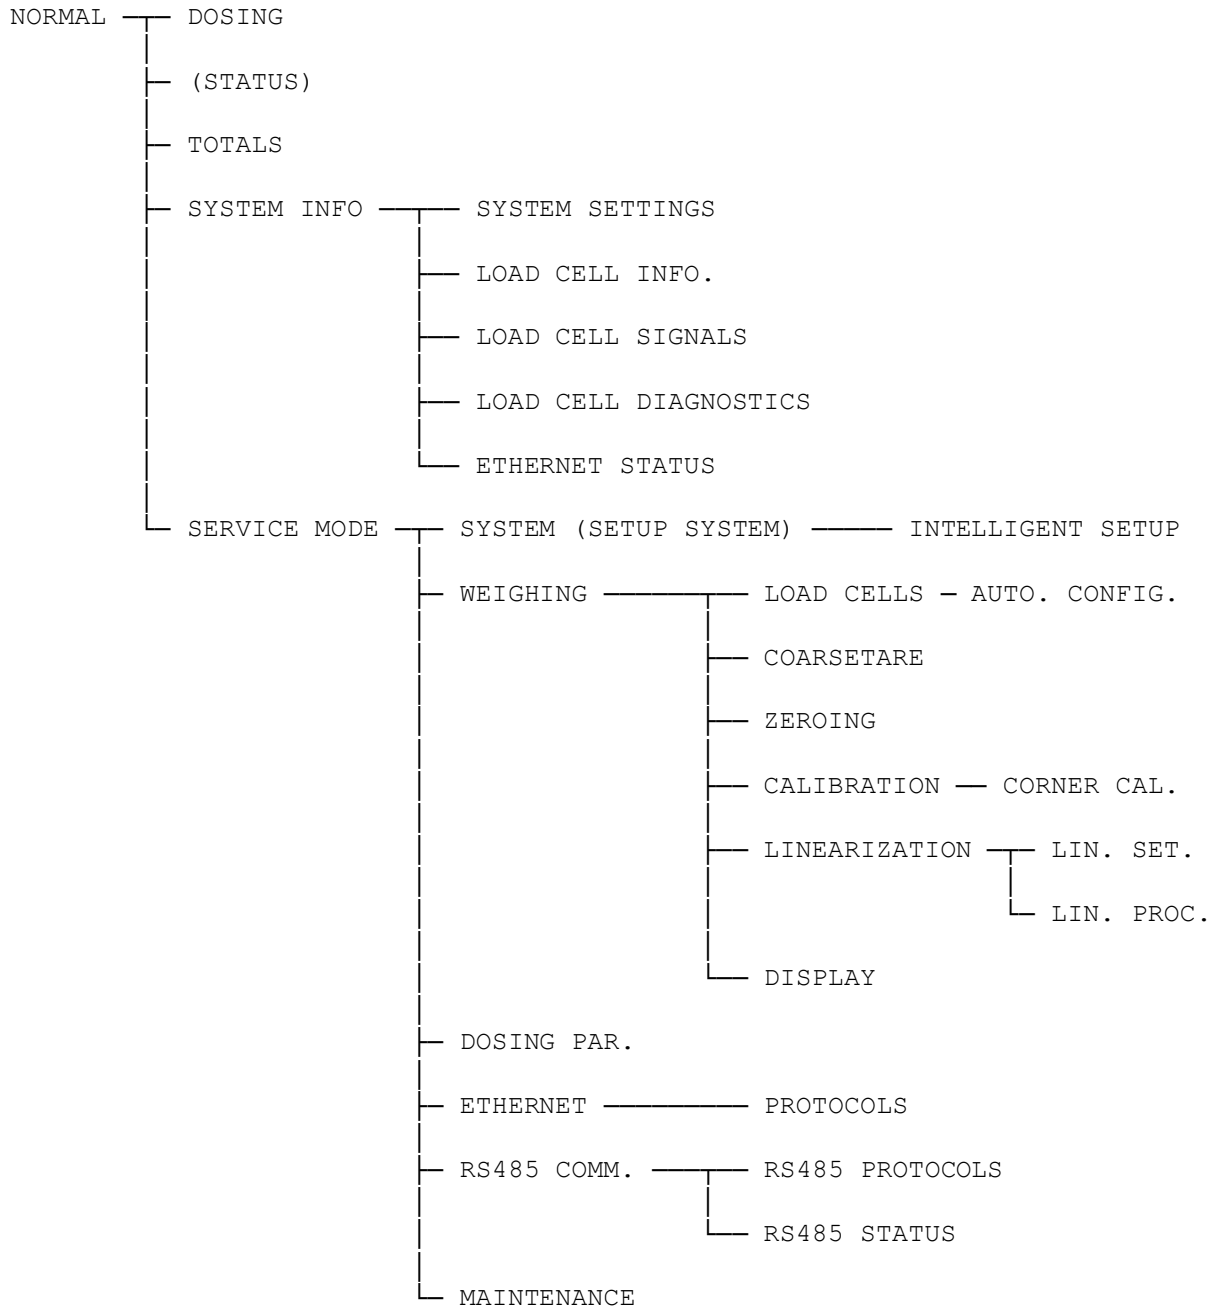 NORMAL DOSING
(STATUS)
TOTALS
SYSTEM INFO SYSTEM SETTINGS
LOAD CELL INFO.
LOAD CELL SIGNALS
LOAD CELL DIAGNOSTICS
ETHERNET STATUS
SERVICE MODE SYSTEM (SETUP SYSTEM) INTELLIGENT SETUP
WEIGHING LOAD CELLS AUTO. CONFIG.
COARSETARE
ZEROING
CALIBRATION CORNER CAL.
LINEARIZATION LIN. SET.
LIN. PROC.
DISPLAY
DOSING PAR.
ETHERNET PROTOCOLS
RS485 COMM. RS485 PROTOCOLS
RS485 STATUS
MAINTENANCE